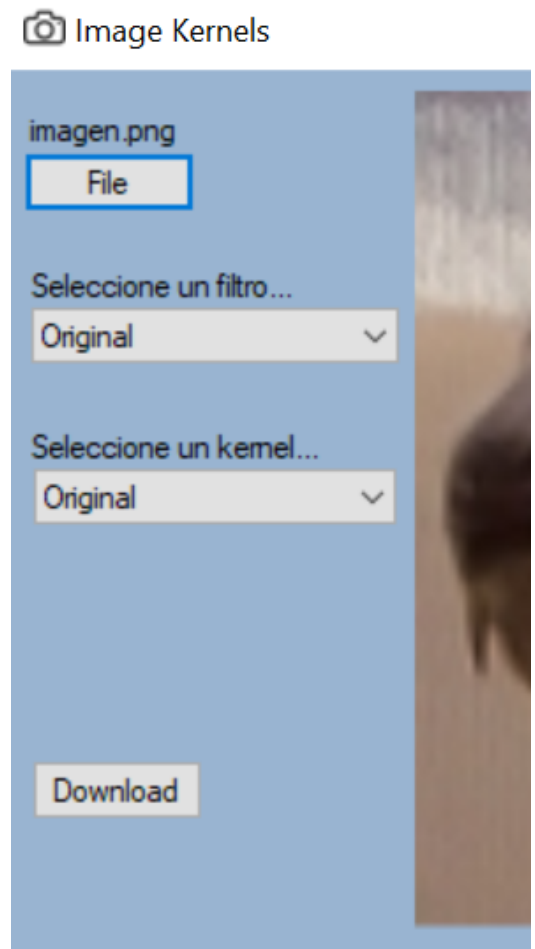 Image Kernels
imagen.png
File
Seleccione un filtro...
Original
Seleccione un kernel...
Original
Download